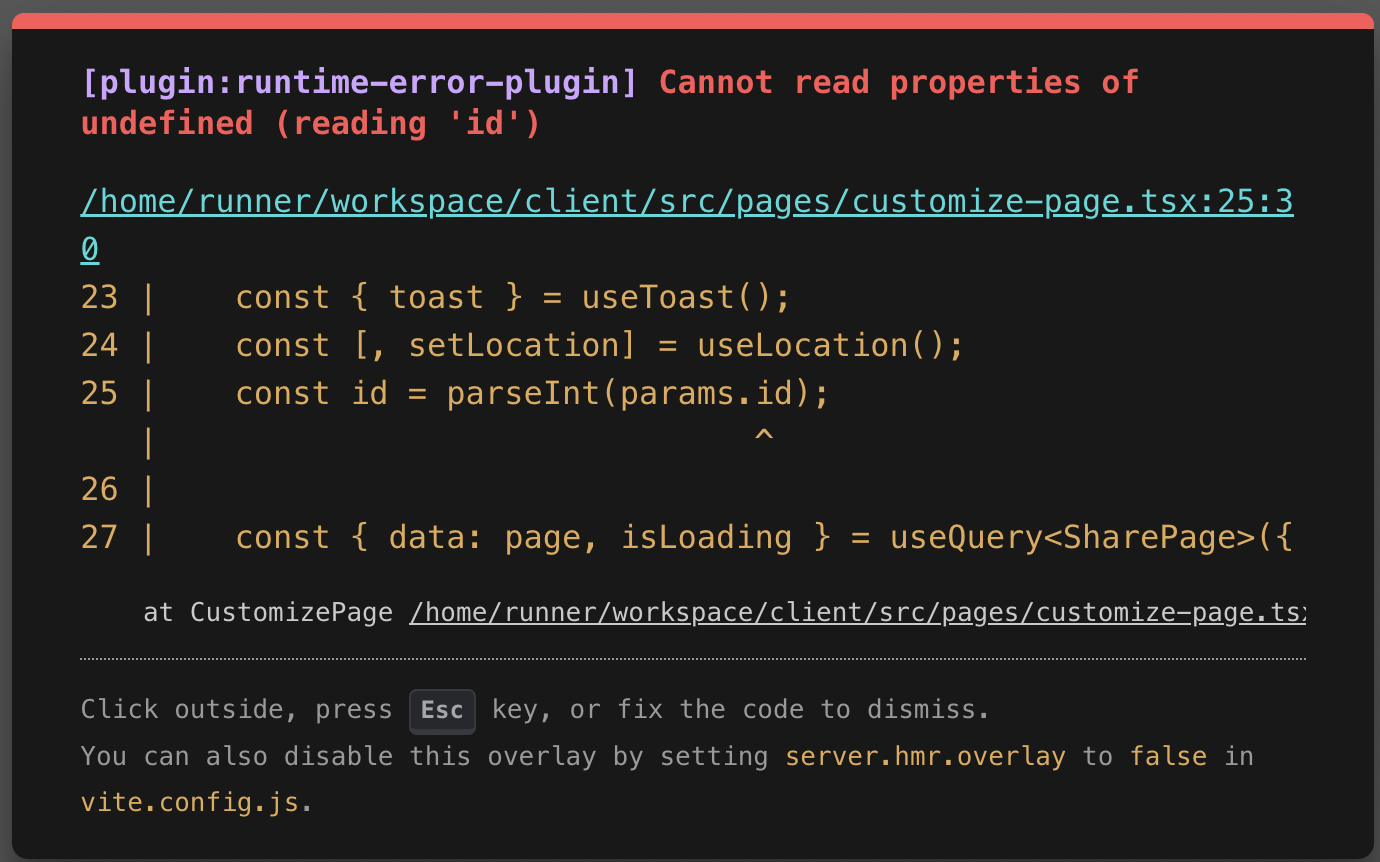 [plugin:runtime-error-plugin] Cannot read properties of
undefined (reading 'id')
/home/runner/workspace/client/src/pages/customize-page.tsx:25:3
0
23 |    const { toast } = useToast();
24 |    const [, setLocation] = useLocation();
25 |    const id = parseInt(params.id);
   |                               ^
26 |
27 |    const { data: page, isLoading } = useQuery<SharePage>({
at CustomizePage /home/runner/workspace/client/src/pages/customize-page.tsx
Click outside, press Esc key, or fix the code to dismiss.
You can also disable this overlay by setting server.hmr.overlay to false in
vite.config.js.